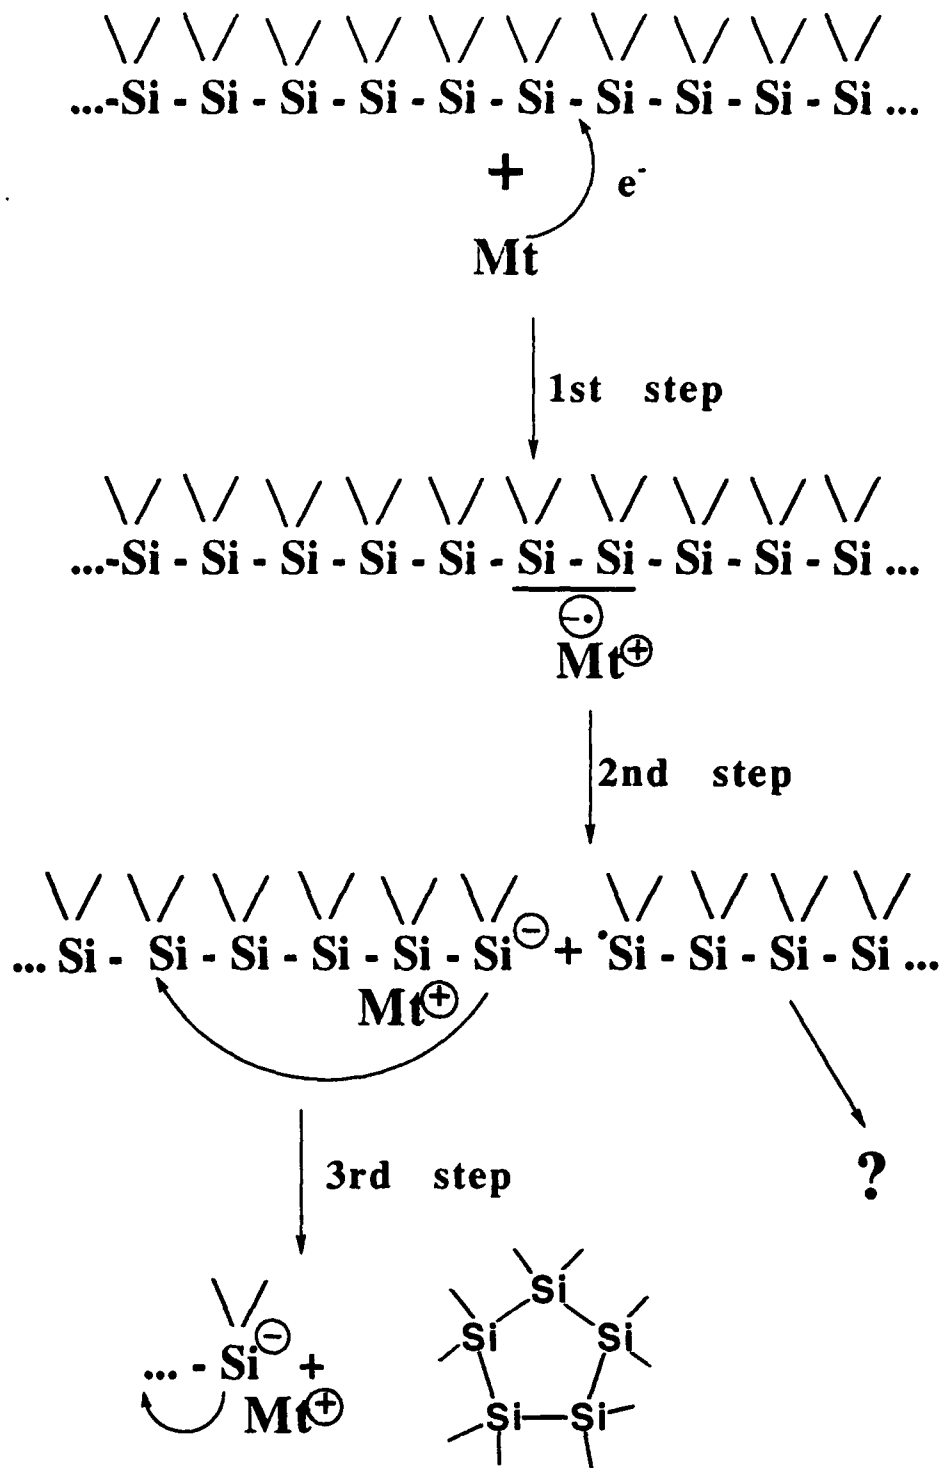 ...-Si - Si - Si - Si - Si - Si - Si - Si - Si - Si ...
+
e-
Mt
1st step
...-Si - Si - Si - Si - Si - Si - Si - Si - Si - Si ...
-•
Mt⊕
2nd step
... Si - Si - Si - Si - Si - Si⊖ + •Si - Si - Si - Si ...
Mt⊕
3rd step
?
... - Si⊖ +
Mt⊕
Si
Si Si
Si Si